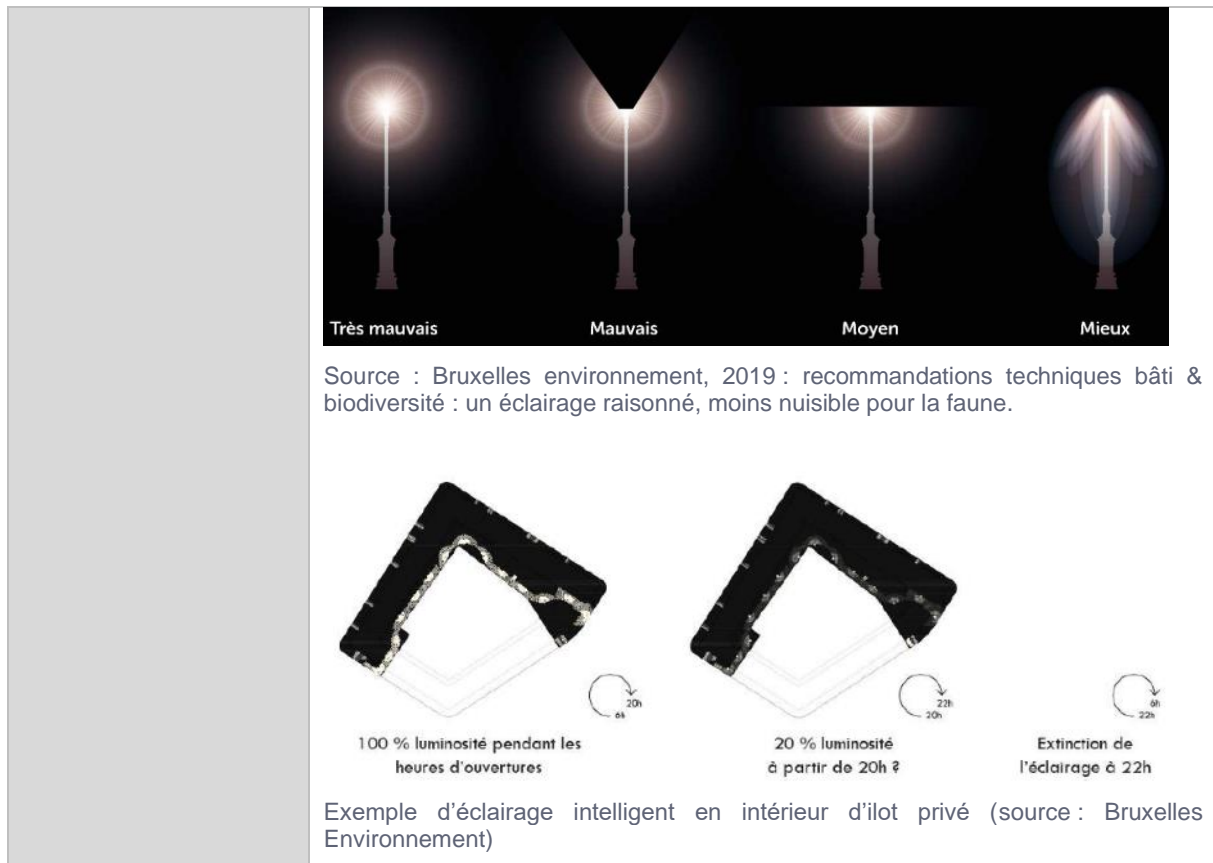 Très mauvais Mauvais Moyen Mieux
Source : Bruxelles environnement, 2019 : recommandations techniques bâti &
biodiversité : un éclairage raisonné, moins nuisible pour la faune.
20h
6h
22h
20h
6h
22h
100 % luminosité pendant les
heures d'ouvertures
20 % luminosité
à partir de 20h ?
Extinction de
l'éclairage à 22h
Exemple d'éclairage intelligent en intérieur d'ilot privé (source : Bruxelles
Environnement)